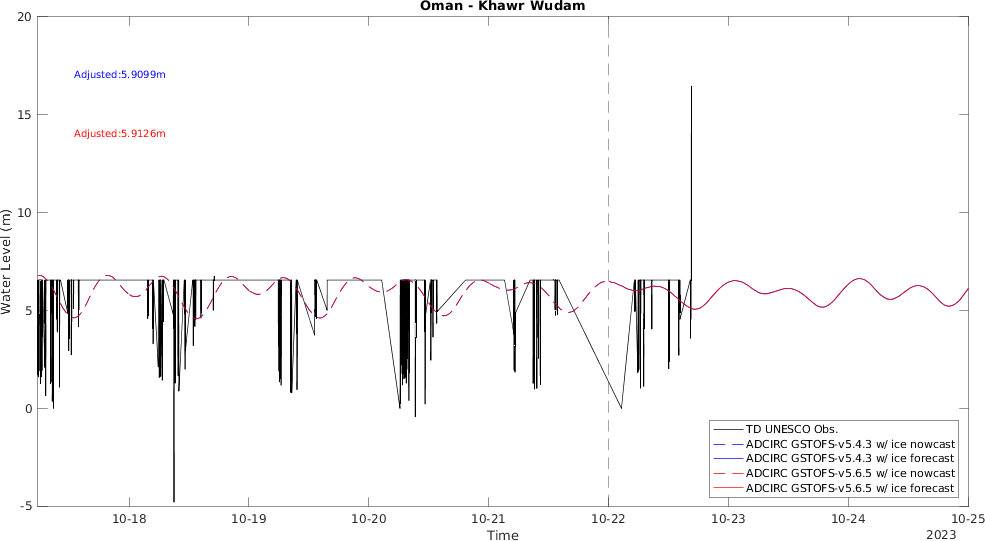 Oman - Khawr Wudam
20
15
10
5
0
-5
Water Level (m)
Adjusted:5.9099m
Adjusted:5.9126m
TD UNESCO Obs.
ADCIRC GSTOFS-v5.4.3 w/ ice nowcast
ADCIRC GSTOFS-v5.4.3 w/ ice forecast
ADCIRC GSTOFS-v5.6.5 w/ ice nowcast
ADCIRC GSTOFS-v5.6.5 w/ ice forecast
10-18 10-19 10-20 10-21 10-22 10-23 10-24 10-25
Time
2023